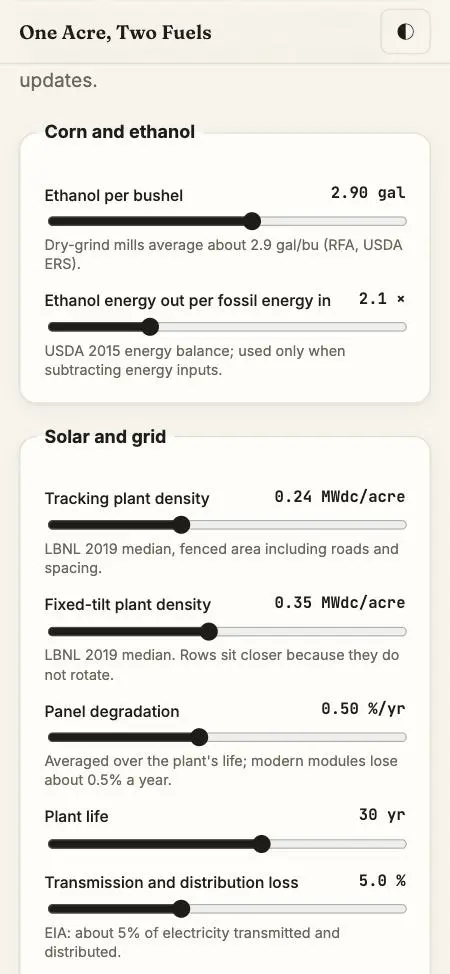 One Acre, Two Fuels
updates.
Corn and ethanol
Ethanol per bushel 2.90 gal
Dry-grind mills average about 2.9 gal/bu (RFA, USDA
ERS).
Ethanol energy out per fossil energy in 2.1 ×
USDA 2015 energy balance; used only when
subtracting energy inputs.
Solar and grid
Tracking plant density 0.24 MWdc/acre
LBNL 2019 median, fenced area including roads and
spacing.
Fixed-tilt plant density 0.35 MWdc/acre
LBNL 2019 median. Rows sit closer because they do
not rotate.
Panel degradation 0.50 %/yr
Averaged over the plant's life; modern modules lose
about 0.5% a year.
Plant life 30 yr
Transmission and distribution loss 5.0 %
EIA: about 5% of electricity transmitted and
distributed.